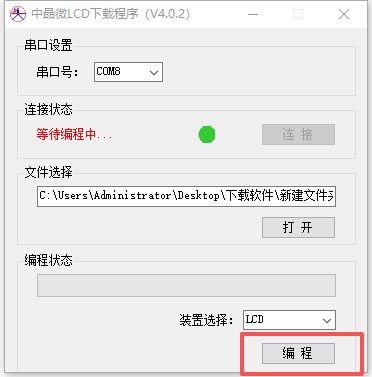 中晶微LCD下载程序（V4.0.2）
串口设置
串口号： COM8
连接状态
等待编程中... 连 接
文件选择
C:\Users\Administrator\Desktop\下载软件\新建文件夹
打 开
编程状态
装置选择： LCD
编 程